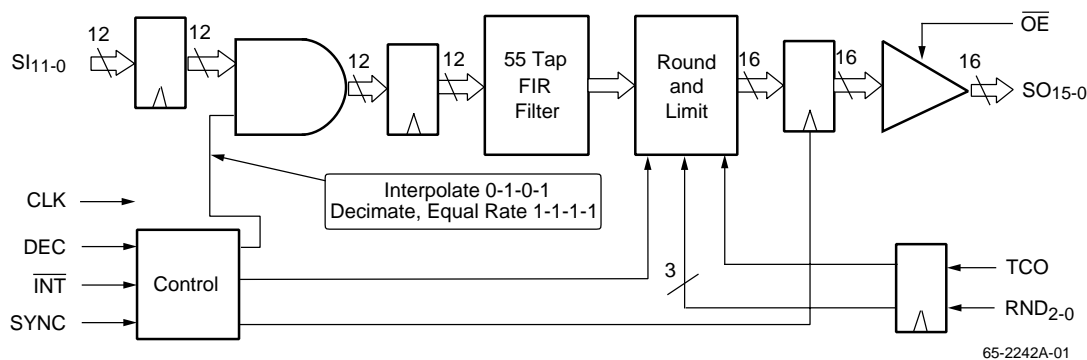 12
12
12
12
16
16
16
OE
SI11-0
55 Tap
FIR
Filter
Round
and
Limit
SO15-0
Interpolate 0-1-0-1
Decimate, Equal Rate 1-1-1-1
CLK
DEC
INT
SYNC
Control
3
TCO
RND2-0
65-2242A-01